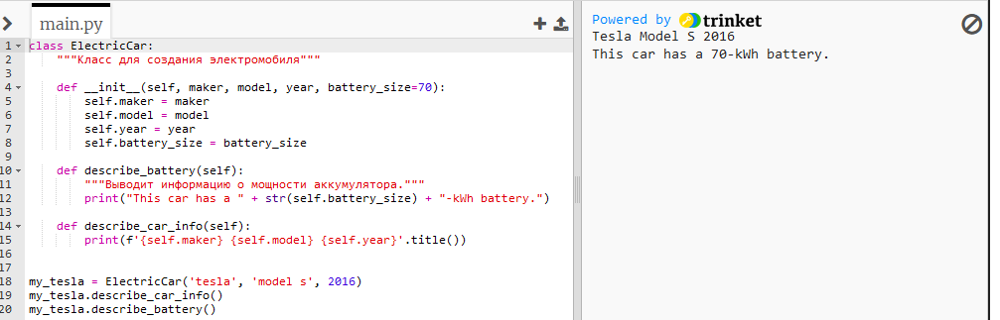 main.py
1 class ElectricCar:
2     """Класс для создания электромобиля"""
3
4     def __init__(self, maker, model, year, battery_size=70):
5         self.maker = maker
6         self.model = model
7         self.year = year
8         self.battery_size = battery_size
9
10     def describe_battery(self):
11         """Выводит информацию о мощности аккумулятора."""
12         print("This car has a " + str(self.battery_size) + "-kWh battery.")
13
14     def describe_car_info(self):
15         print(f'{self.maker} {self.model} {self.year}'.title())
16
17
18 my_tesla = ElectricCar('tesla', 'model s', 2016)
19 my_tesla.describe_car_info()
20 my_tesla.describe_battery()
Powered by trinket
Tesla Model S 2016
This car has a 70-kWh battery.